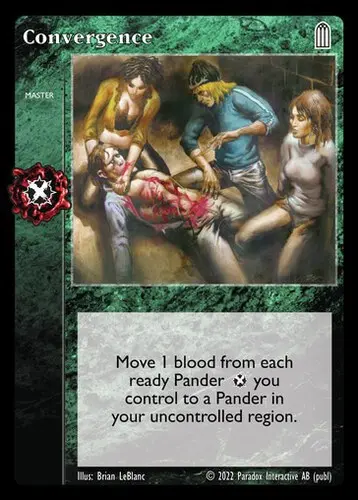 Convergence
MASTER
Move 1 blood from each
ready Pander you
control to a Pander in
your uncontrolled region.
Illus: Brian LeBlanc
© 2022 Paradox Interactive AB (publ)